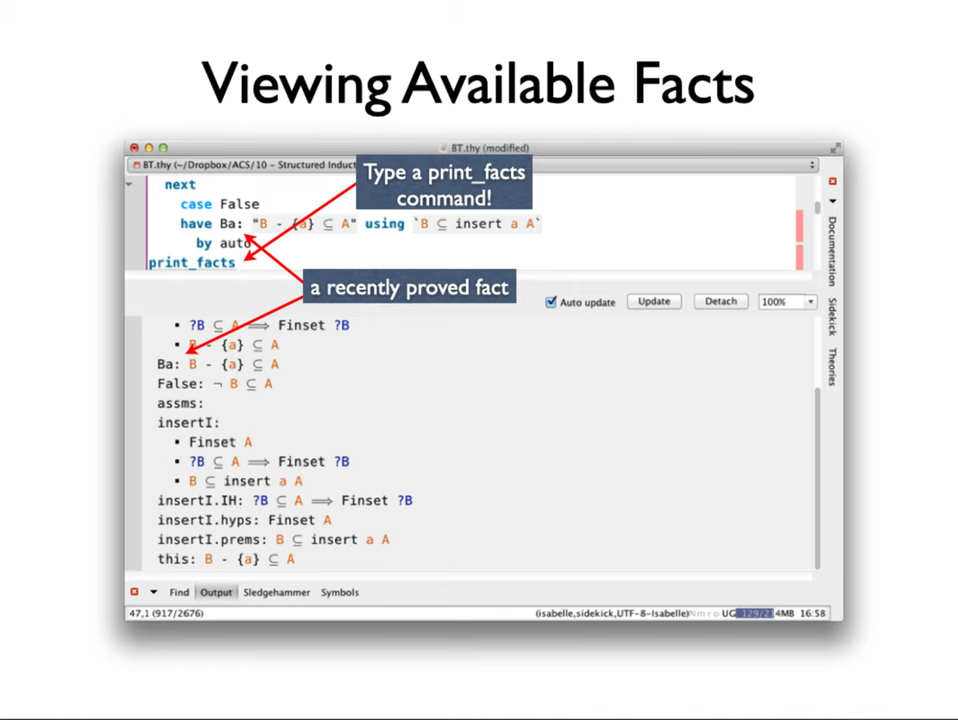 Viewing Available Facts
BT.thy (modified)
BT.thy (~/Dropbox/ACS/10 – Structured Induct
Type a print_facts
command!
next
case False
have Ba: "B - {a} ⊆ A" using `B ⊆ insert a A`
by auto
print_facts
a recently proved fact
Auto update
Update
Detach
100%
Documentation
Sidekick
Theories
▪ ?B ⊆ A ⟹ Finset ?B
▪ B - {a} ⊆ A
Ba: B - {a} ⊆ A
False: ¬ B ⊆ A
assms:
insertI:
▪ Finset A
▪ ?B ⊆ A ⟹ Finset ?B
▪ B ⊆ insert a A
insertI.IH: ?B ⊆ A ⟹ Finset ?B
insertI.hyps: Finset A
insertI.prems: B ⊆ insert a A
this: B - {a} ⊆ A
Find Output Sledgehammer Symbols
47,1 (917/2676)
(isabelle,sidekick,UTF-8-Isabelle) N m r o UG 4MB 16:58